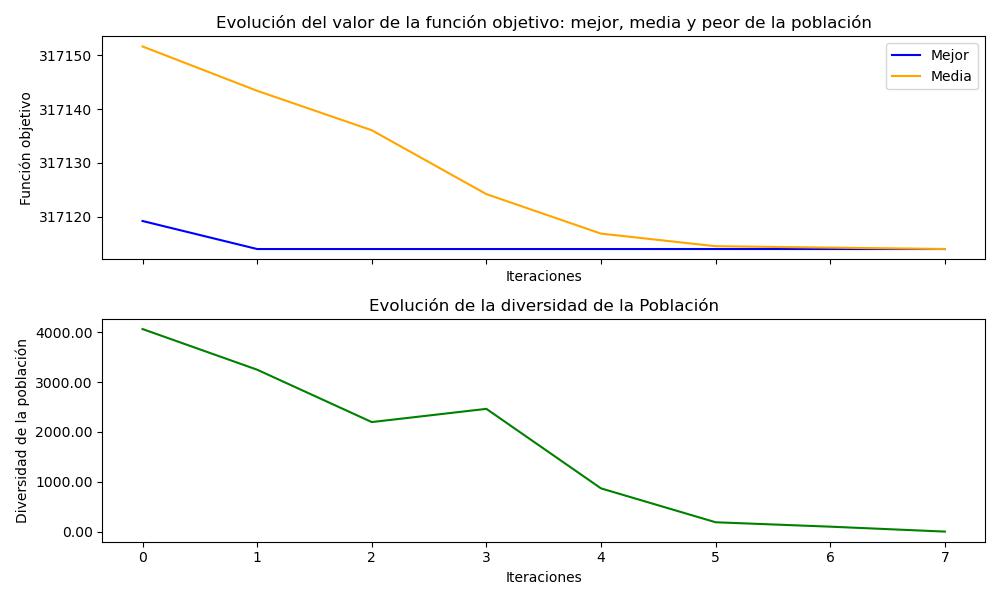 Evolución del valor de la función objetivo: mejor, media y peor de la población
Función objetivo
317150
317140
317130
317120
Mejor
Media
Iteraciones
Evolución de la diversidad de la Población
Diversidad de la población
4000.00
3000.00
2000.00
1000.00
0.00
0 1 2 3 4 5 6 7
Iteraciones